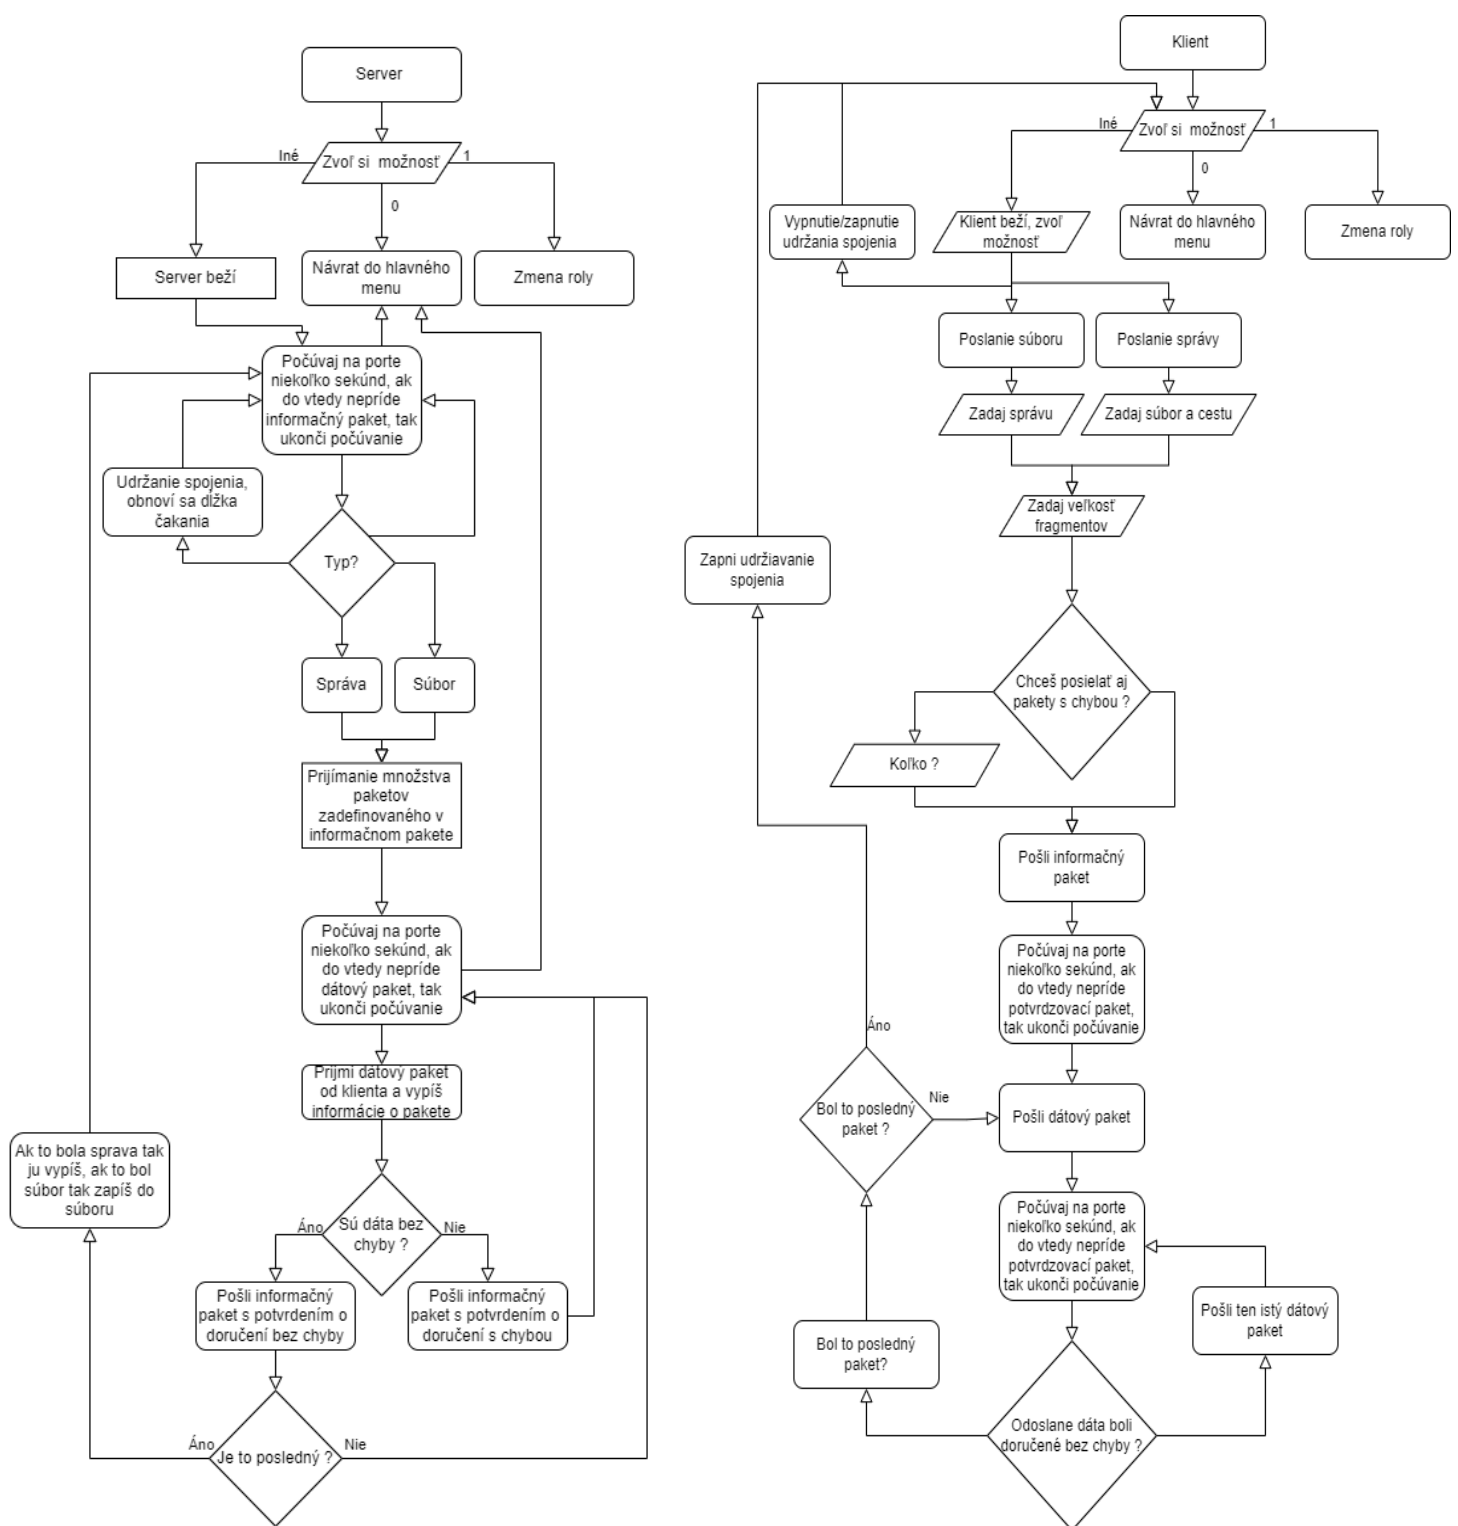 Server
Zvoľ si možnosť
Iné
1
0
Server beží
Návrat do hlavného
menu
Zmena roly
Počúvaj na porte
niekoľko sekúnd, ak
do vtedy nepríde
informačný paket, tak
ukonči počúvanie
Udržanie spojenia,
obnoví sa dĺžka
čakania
Typ?
Správa
Súbor
Prijímanie množstva
paketov
zadefinovaného v
informačnom pakete
Počúvaj na porte
niekoľko sekúnd, ak
do vtedy nepríde
dátový paket, tak
ukonči počúvanie
Prijmi dátový paket
od klienta a vypíš
informácie o pakete
Ak to bola sprava tak
ju vypíš, ak to bol
súbor tak zapíš do
súboru
Sú dáta bez
chyby ?
Áno
Nie
Pošli informačný
paket s potvrdením o
doručení bez chyby
Pošli informačný
paket s potvrdením o
doručení s chybou
Je to posledný ?
Áno
Nie
Klient
Zvoľ si možnosť
Iné
1
0
Vypnutie/zapnutie
udržania spojenia
Klient beží, zvoľ
možnosť
Návrat do hlavného
menu
Zmena roly
Poslanie súboru
Poslanie správy
Zadaj správu
Zadaj súbor a cestu
Zadaj veľkosť
fragmentov
Zapni udržiavanie
spojenia
Chceš posielať aj
pakety s chybou ?
Koľko ?
Pošli informačný
paket
Počúvaj na porte
niekoľko sekúnd, ak
do vtedy nepríde
potvrdzovací paket,
tak ukonči počúvanie
Áno
Bol to posledný
paket ?
Nie
Pošli dátový paket
Počúvaj na porte
niekoľko sekúnd, ak
do vtedy nepríde
potvrdzovací paket,
tak ukonči počúvanie
Pošli ten istý dátový
paket
Bol to posledný
paket?
Odoslane dáta boli
doručené bez chyby ?